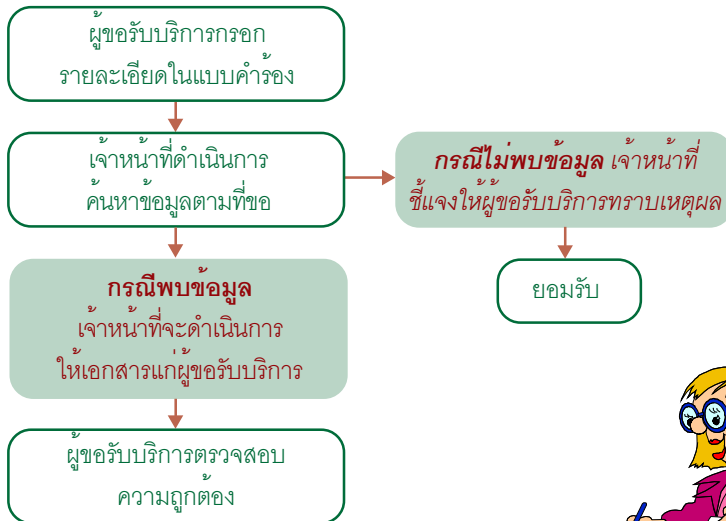 ผู้ขอรับบริการกรอก
รายละเอียดในแบบคำร้อง
เจ้าหน้าที่ดำเนินการ
ค้นหาข้อมูลตามที่ขอ
กรณีไม่พบข้อมูล เจ้าหน้าที่
ชี้แจงให้ผู้ขอรับบริการทราบเหตุผล
ยอมรับ
กรณีพบข้อมูล
เจ้าหน้าที่จะดำเนินการ
ให้เอกสารแก่ผู้ขอรับบริการ
ผู้ขอรับบริการตรวจสอบ
ความถูกต้อง